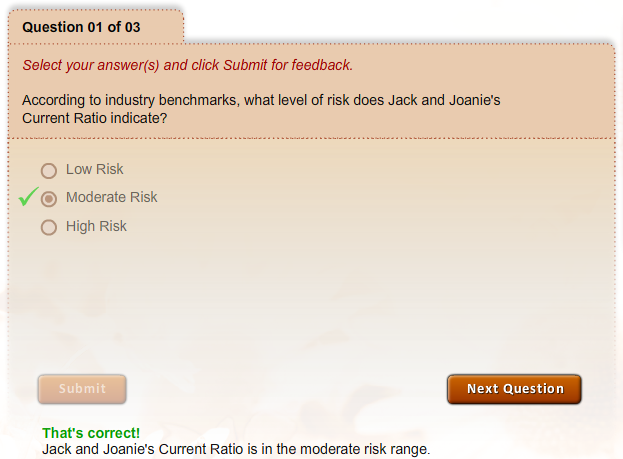 Question 01 of 03
Select your answer(s) and click Submit for feedback.
According to industry benchmarks, what level of risk does Jack and Joanie's
Current Ratio indicate?
Low Risk
Moderate Risk
High Risk
Submit
Next Question
That's correct!
Jack and Joanie's Current Ratio is in the moderate risk range.